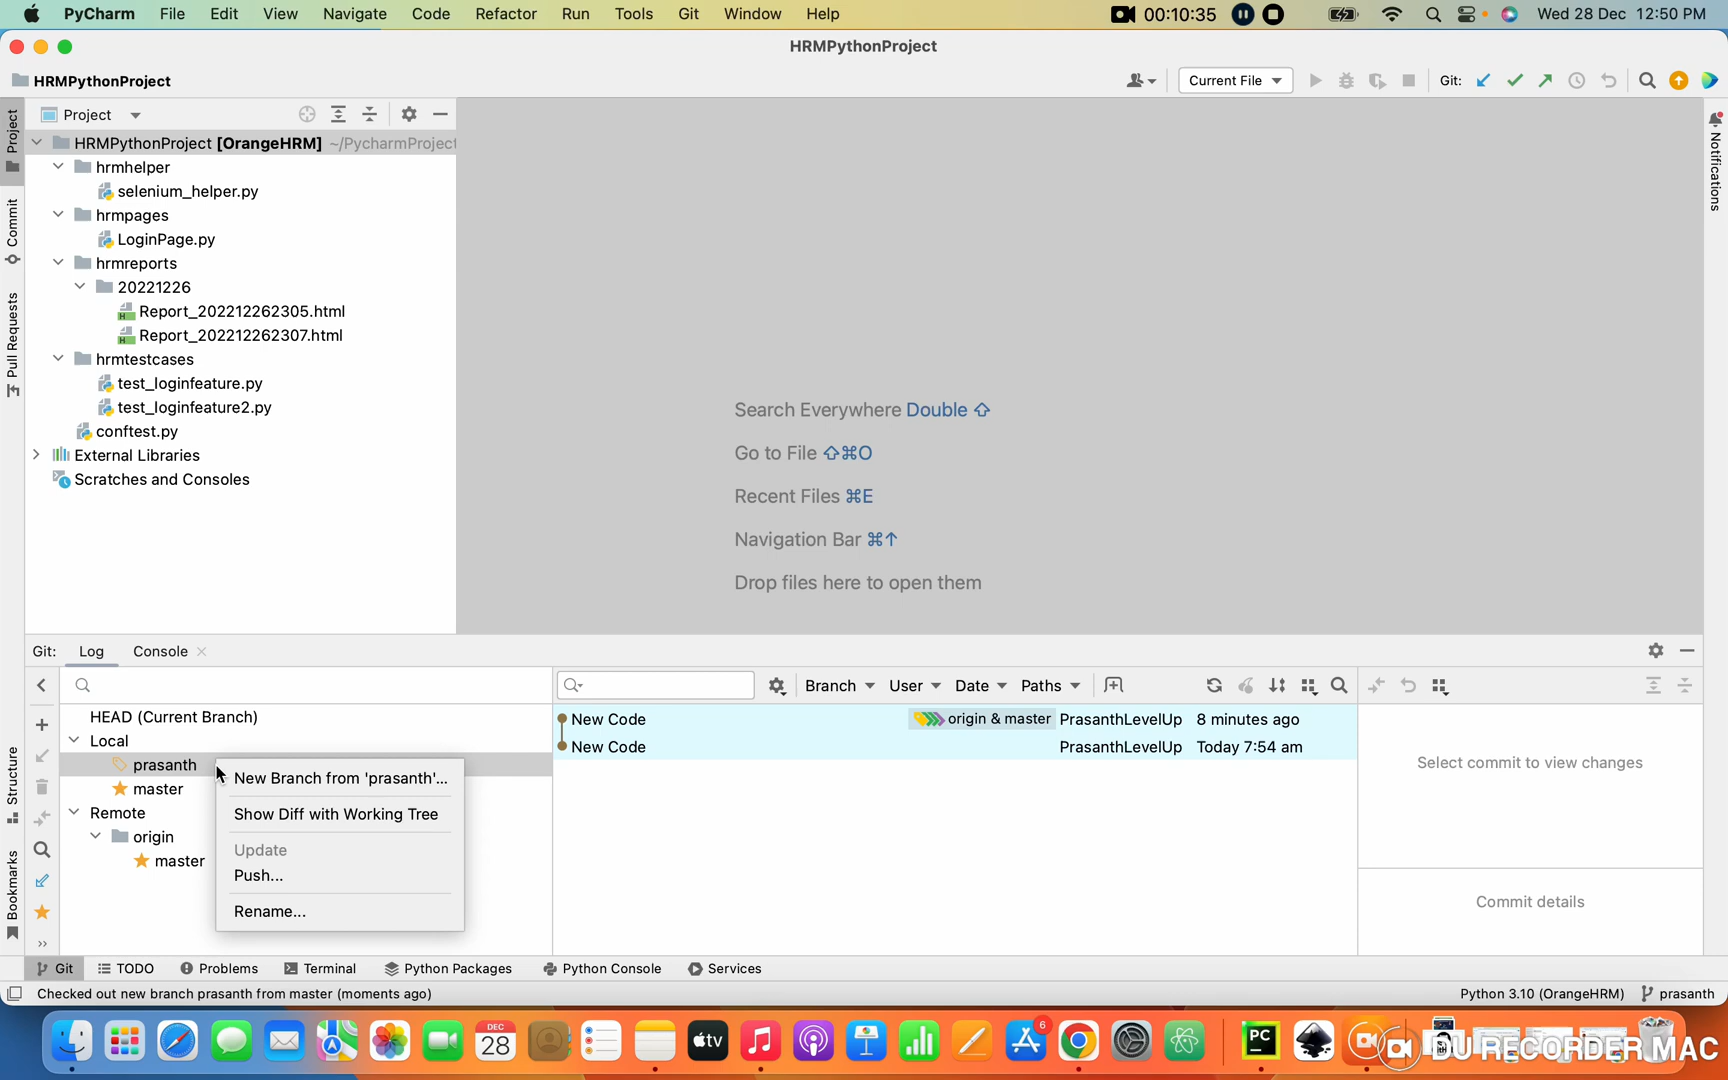 PyCharm File Edit View Navigate Code Refactor Run Tools Git Window Help 00:10:35 Wed 28 Dec 12:50 PM
HRMPythonProject
HRMPythonProject Current File Git:
Project
HRMPythonProject [OrangeHRM] ~/PycharmProject
hrmhelper
selenium_helper.py
hrmpages
LoginPage.py
hrmreports
20221226
Report_202212262305.html
Report_202212262307.html
hrmtestcases
test_loginfeature.py
test_loginfeature2.py
conftest.py
External Libraries
Scratches and Consoles
Project
Commit
Pull Requests
Structure
Bookmarks
Notifications
Search Everywhere Double ⇧
Go to File ⇧⌘O
Recent Files ⌘E
Navigation Bar ⌘↑
Drop files here to open them
Git: Log Console
Branch User Date Paths
HEAD (Current Branch)
Local
prasanth
master
Remote
origin
master
New Branch from 'prasanth'...
Show Diff with Working Tree
Update
Push...
Rename...
New Code origin & master PrasanthLevelUp 8 minutes ago
New Code PrasanthLevelUp Today 7:54 am
Select commit to view changes
Commit details
Git TODO Problems Terminal Python Packages Python Console Services
Checked out new branch prasanth from master (moments ago) Python 3.10 (OrangeHRM) prasanth
DEC
28
tv
6
PC
DU RECORDER MAC